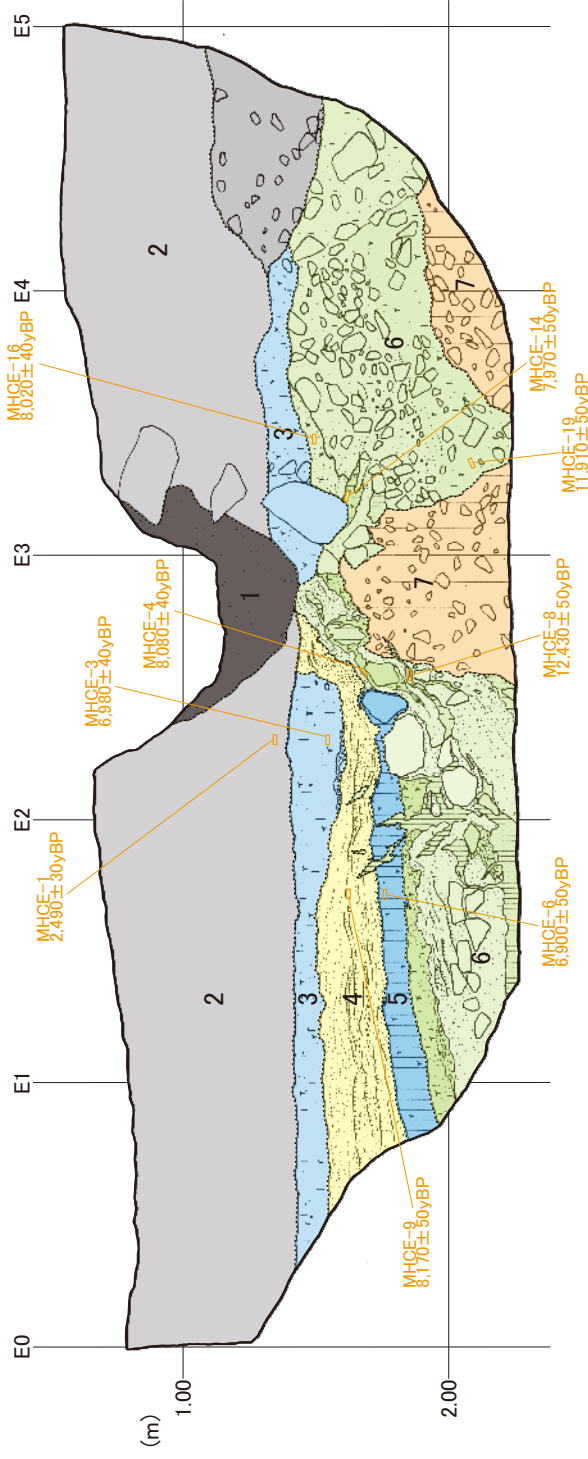 E0
E1
E2
E3
E4
E5
(m)
1.00
2.00
MHCE-1
2,490±30yBP
MHCE-3
6,980±40yBP
MHCE-4
8,080±40yBP
MHCE-16
8,020±40yBP
2
1
2
3
3
4
5
6
6
7
7
MHCE-9
8,170±50yBP
MHCE-6
6,900±50yBP
MHCE-8
12,430±50yBP
MHCE-19
11,910±50yBP
MHCE-14
7,970±50yBP